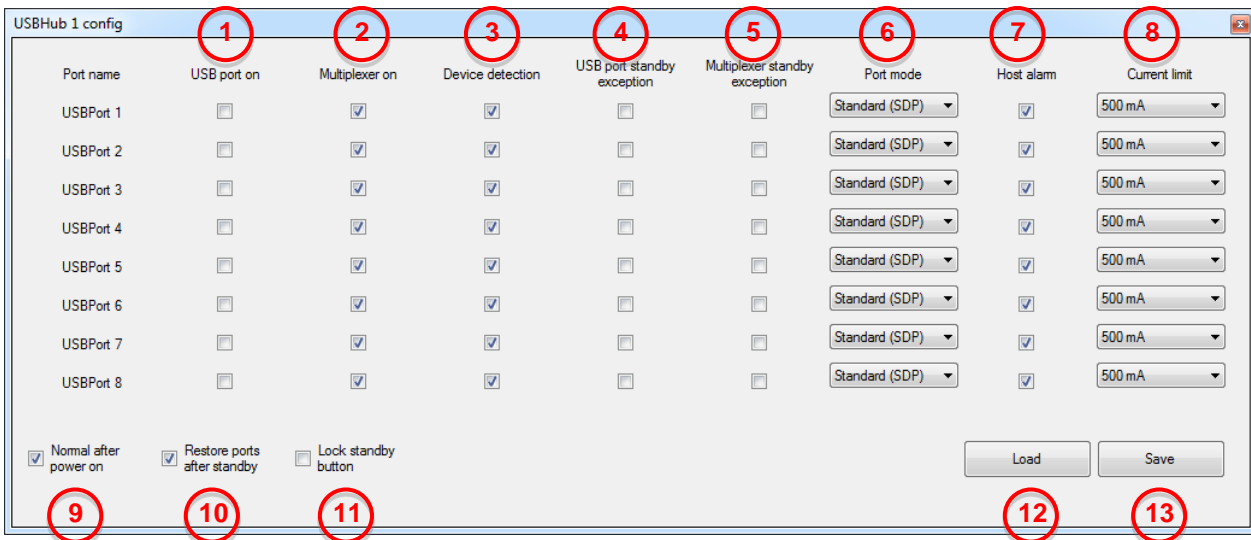 USBHub 1 config
1 2 3 4 5 6 7 8
Port name USB port on Multiplexer on Device detection USB port standby exception Multiplexer standby exception Port mode Host alarm Current limit
USBPort 1 Standard (SDP) 500 mA
USBPort 2 Standard (SDP) 500 mA
USBPort 3 Standard (SDP) 500 mA
USBPort 4 Standard (SDP) 500 mA
USBPort 5 Standard (SDP) 500 mA
USBPort 6 Standard (SDP) 500 mA
USBPort 7 Standard (SDP) 500 mA
USBPort 8 Standard (SDP) 500 mA
Normal after power on Restore ports after standby Lock standby button Load Save
9 10 11 12 13